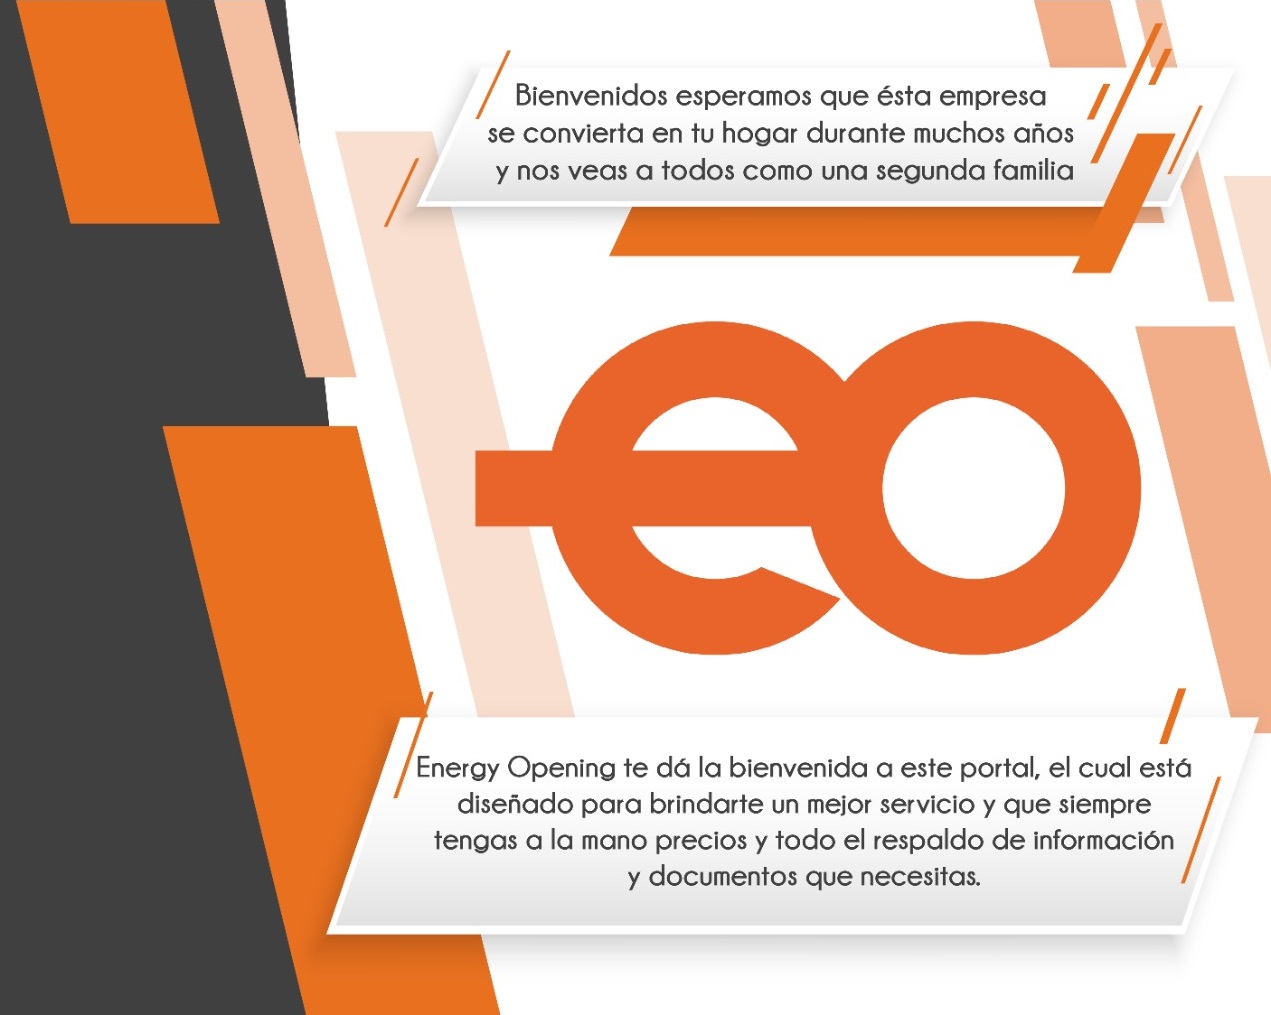 Bienvenidos esperamos que ésta empresa
se convierta en tu hogar durante muchos años
y nos veas a todos como una segunda familia
eo
Energy Opening te dá la bienvenida a este portal, el cual está
diseñado para brindarte un mejor servicio y que siempre
tengas a la mano precios y todo el respaldo de información
y documentos que necesitas.